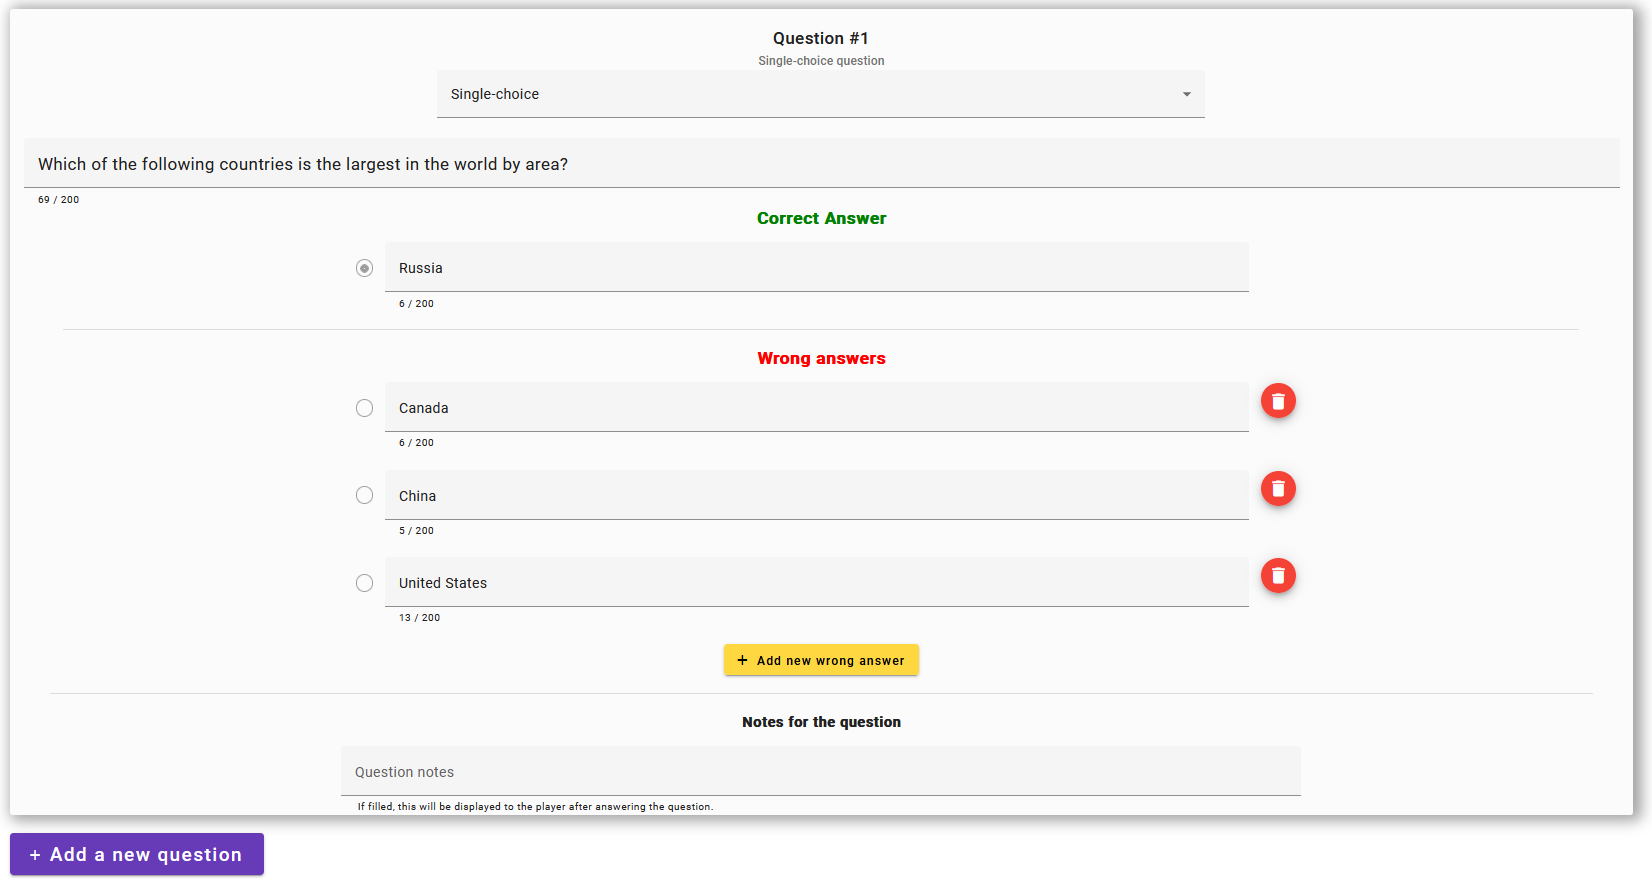 Question #1
Single-choice question
Single-choice
Which of the following countries is the largest in the world by area?
69 / 200
Correct Answer
Russia
6 / 200
Wrong answers
Canada
6 / 200
China
5 / 200
United States
13 / 200
+ Add new wrong answer
Notes for the question
Question notes
If filled, this will be displayed to the player after answering the question.
+ Add a new question